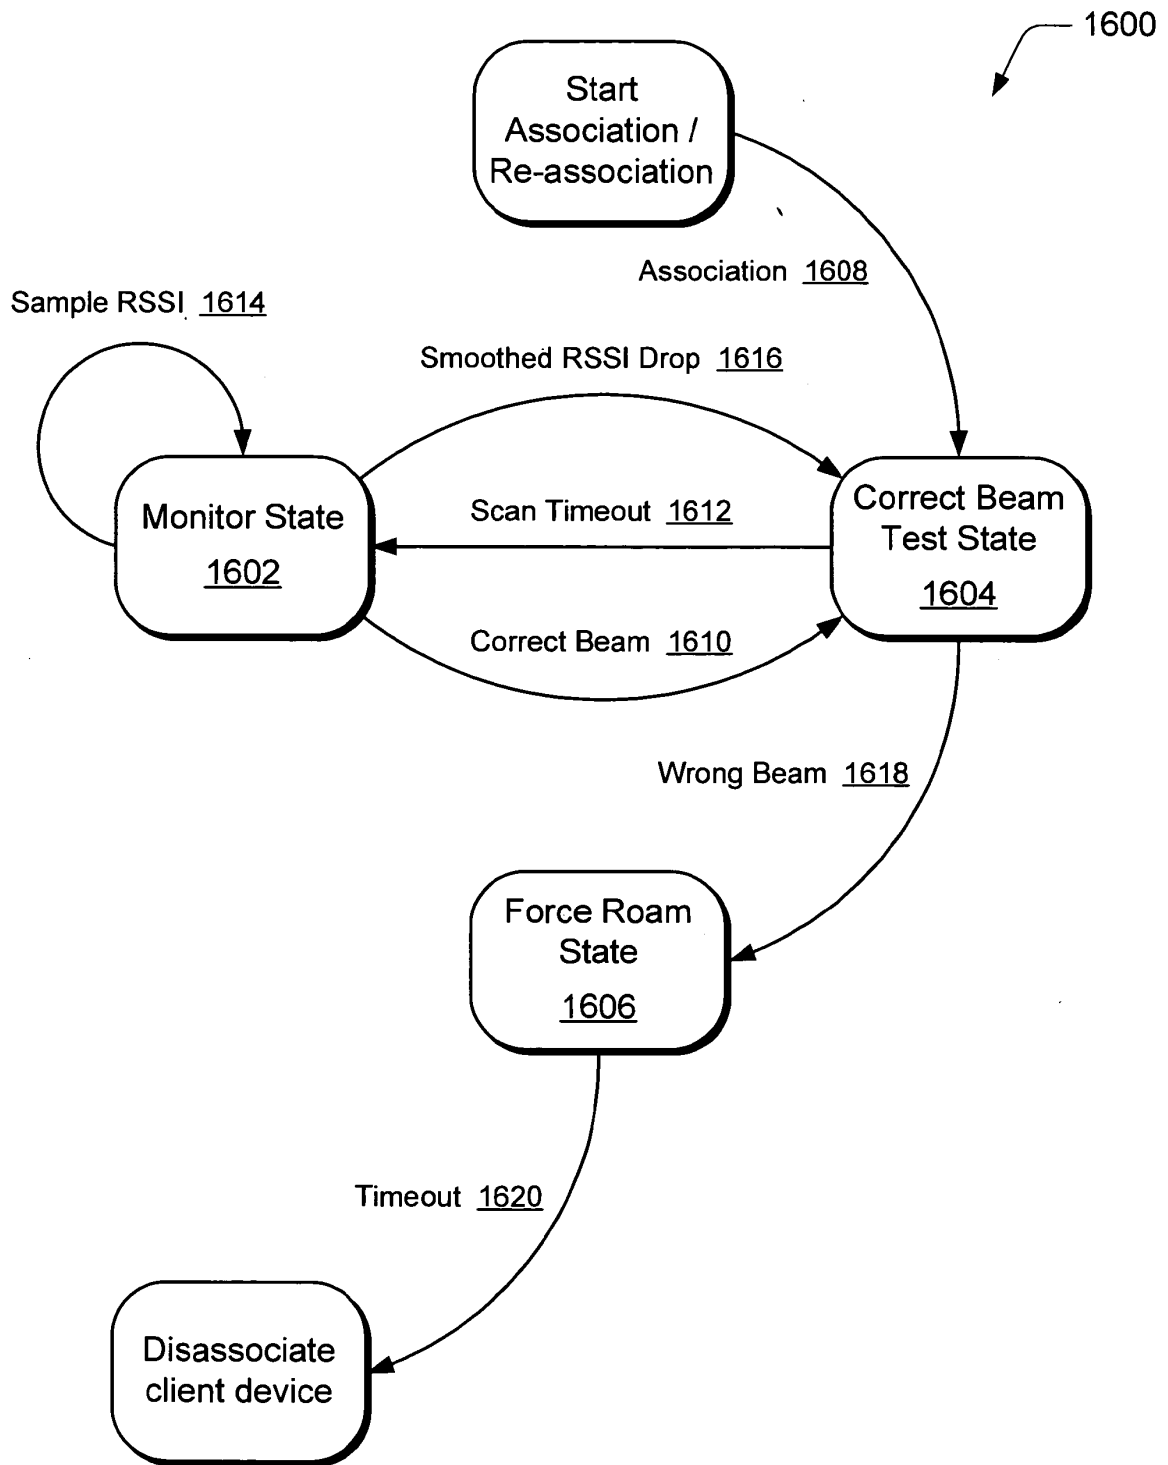 1600
Start
Association /
Re-association
Association 1608
Sample RSSI 1614
Smoothed RSSI Drop 1616
Monitor State
1602
Scan Timeout 1612
Correct Beam
Test State
1604
Correct Beam 1610
Wrong Beam 1618
Force Roam
State
1606
Timeout 1620
Disassociate
client device